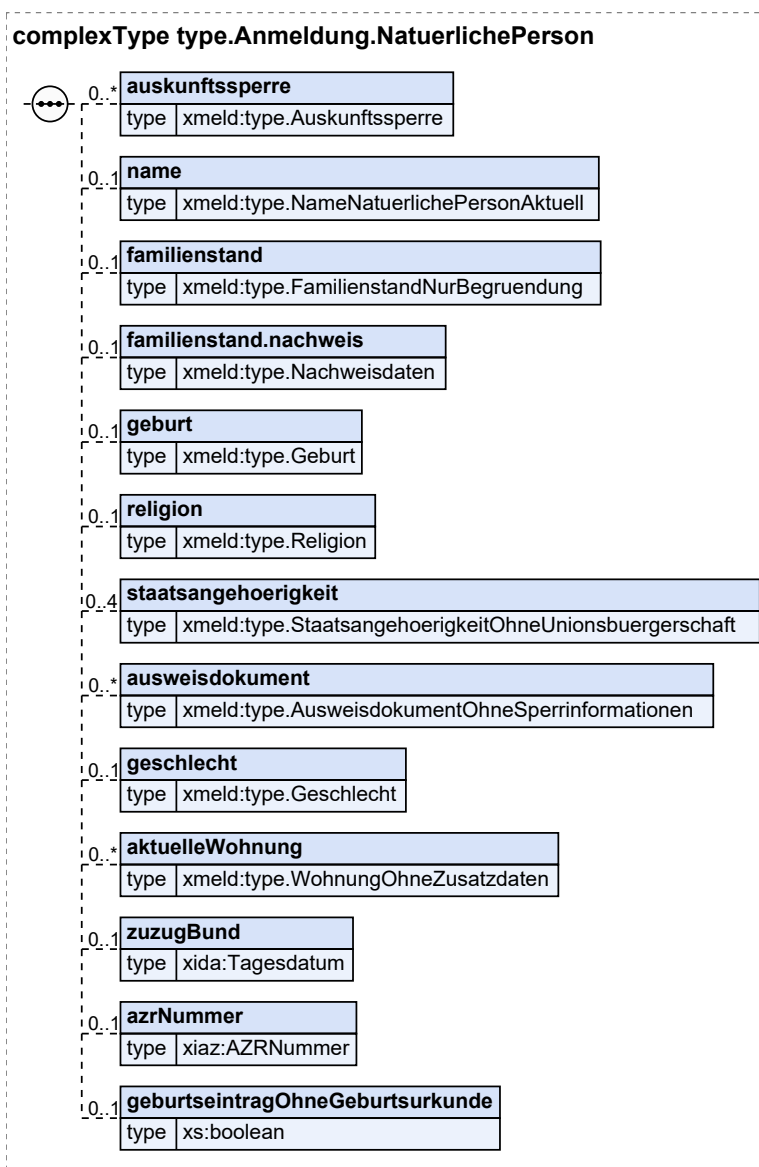 complexType type.Anmeldung.NatuerlichePerson
0..* auskunftssperre
type xmeld:type.Auskunftssperre
0..1 name
type xmeld:type.NameNatuerlichePersonAktuell
0..1 familienstand
type xmeld:type.FamilienstandNurBegruendung
0..1 familienstand.nachweis
type xmeld:type.Nachweisdaten
0..1 geburt
type xmeld:type.Geburt
0..1 religion
type xmeld:type.Religion
0..4 staatsangehoerigkeit
type xmeld:type.StaatsangehoerigkeitOhneUnionsbuergerschaft
0..* ausweisdokument
type xmeld:type.AusweisdokumentOhneSperrinformationen
0..1 geschlecht
type xmeld:type.Geschlecht
0..* aktuelleWohnung
type xmeld:type.WohnungOhneZusatzdaten
0..1 zuzugBund
type xida:Tagesdatum
0..1 azrNummer
type xiaz:AZRNummer
0..1 geburtseintragOhneGeburtsurkunde
type xs:boolean